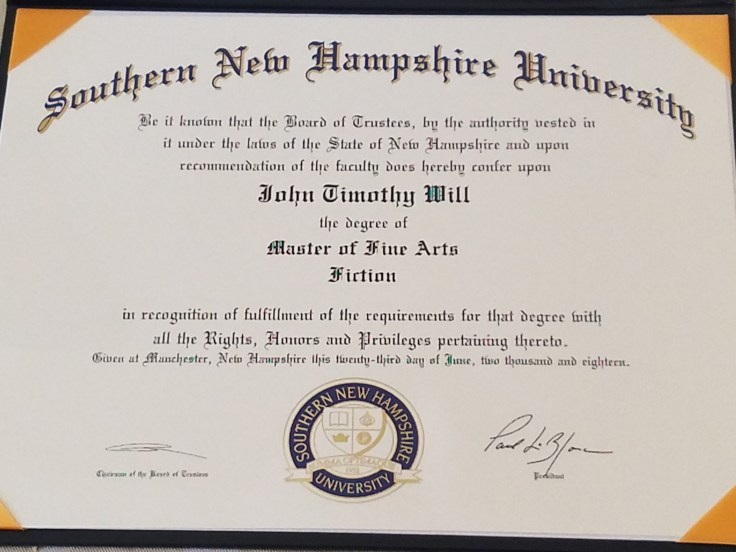 Southern New Hampshire University
Be it known that the Board of Trustees, by the authority vested in
it under the laws of the State of New Hampshire and upon
recommendation of the faculty does hereby confer upon
John Timothy Will
the degree of
Master of Fine Arts
Fiction
in recognition of fulfillment of the requirements for that degree with
all the Rights, Honors and Privileges pertaining thereto.
Given at Manchester, New Hampshire this twenty-third day of June, two thousand and eighteen.
SOUTHERN NEW HAMPSHIRE
1932
UNIVERSITY
Chairman of the Board of Trustees
President